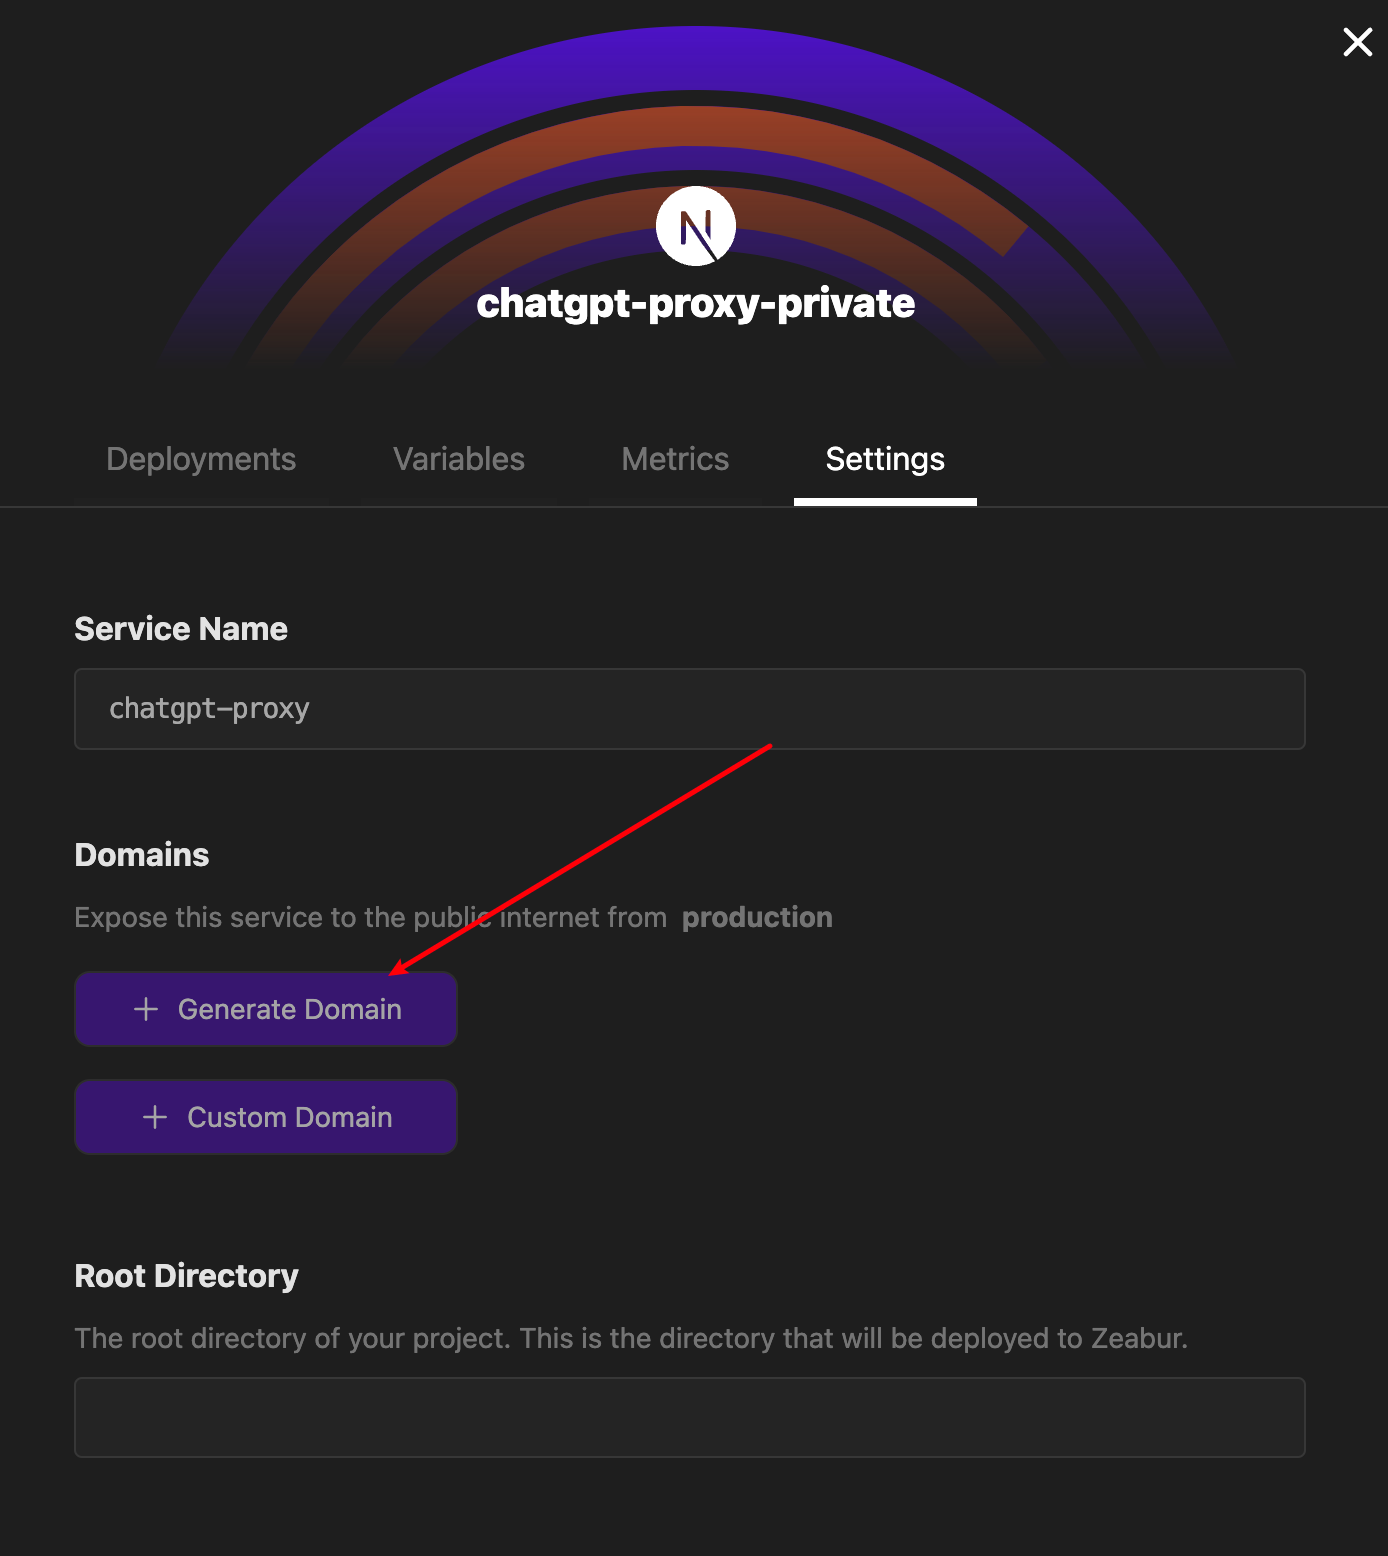 chatgpt-proxy-private
Deployments Variables Metrics Settings
Service Name
chatgpt-proxy
Domains
Expose this service to the public internet from production
+ Generate Domain
+ Custom Domain
Root Directory
The root directory of your project. This is the directory that will be deployed to Zeabur.